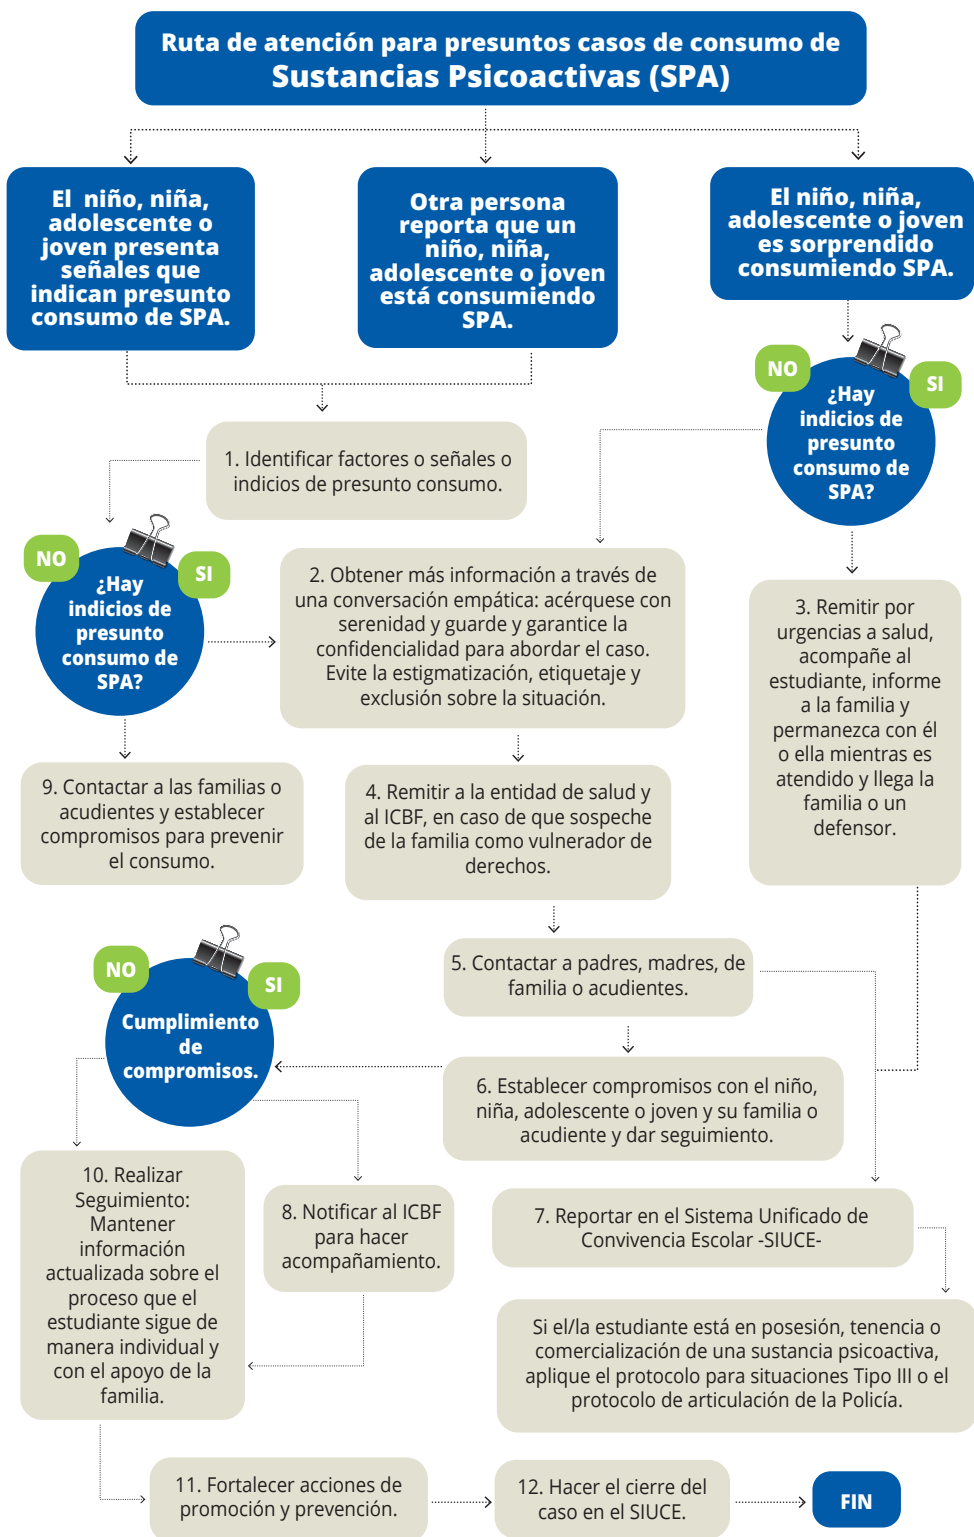 Ruta de atención para presuntos casos de consumo de
Sustancias Psicoactivas (SPA)
El niño, niña,
adolescente o
joven presenta
señales que
indican presunto
consumo de SPA.
Otra persona
reporta que un
niño, niña,
adolescente o joven
está consumiendo
SPA.
El niño, niña,
adolescente o joven
es sorprendido
consumiendo SPA.
NO
SI
¿Hay
indicios de
presunto
consumo de
SPA?
1. Identificar factores o señales o
indicios de presunto consumo.
NO
SI
¿Hay
indicios de
presunto
consumo de
SPA?
2. Obtener más información a través de
una conversación empática: acérquese con
serenidad y guarde y garantice la
confidencialidad para abordar el caso.
Evite la estigmatización, etiquetaje y
exclusión sobre la situación.
3. Remitir por
urgencias a salud,
acompañe al
estudiante, informe
a la familia y
permanezca con él
o ella mientras es
atendido y llega la
familia o un
defensor.
9. Contactar a las familias o
acudientes y establecer
compromisos para prevenir
el consumo.
4. Remitir a la entidad de salud y
al ICBF, en caso de que sospeche
de la familia como vulnerador de
derechos.
5. Contactar a padres, madres, de
familia o acudientes.
NO
SI
Cumplimiento
de
compromisos.
6. Establecer compromisos con el niño,
niña, adolescente o joven y su familia o
acudiente y dar seguimiento.
10. Realizar
Seguimiento:
Mantener
información
actualizada sobre el
proceso que el
estudiante sigue de
manera individual y
con el apoyo de la
familia.
8. Notificar al ICBF
para hacer
acompañamiento.
7. Reportar en el Sistema Unificado de
Convivencia Escolar -SIUCE-
Si el/la estudiante está en posesión, tenencia o
comercialización de una sustancia psicoactiva,
aplique el protocolo para situaciones Tipo III o el
protocolo de articulación de la Policía.
11. Fortalecer acciones de
promoción y prevención.
12. Hacer el cierre del
caso en el SIUCE.
FIN